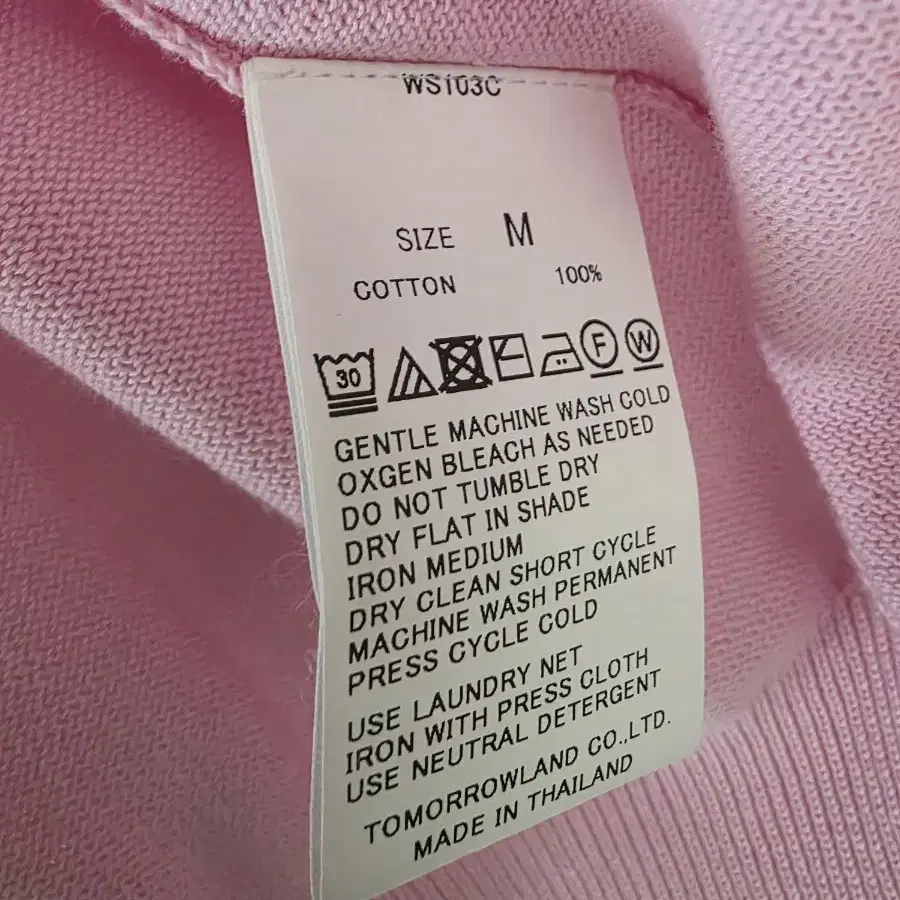 WS103C
SIZE M
COTTON 100%
30 F W
GENTLE MACHINE WASH COLD
OXGEN BLEACH AS NEEDED
DO NOT TUMBLE DRY
DRY FLAT IN SHADE
IRON MEDIUM
DRY CLEAN SHORT CYCLE
MACHINE WASH PERMANENT
PRESS CYCLE COLD
USE LAUNDRY NET
IRON WITH PRESS CLOTH
USE NEUTRAL DETERGENT
TOMORROWLAND CO.,LTD.
MADE IN THAILAND